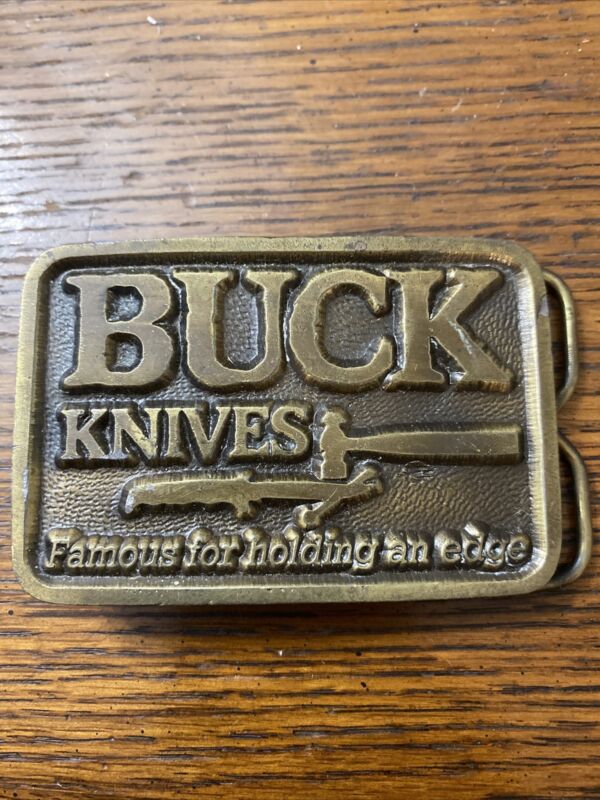 BUCK
KNIVES
Famous for holding an edge